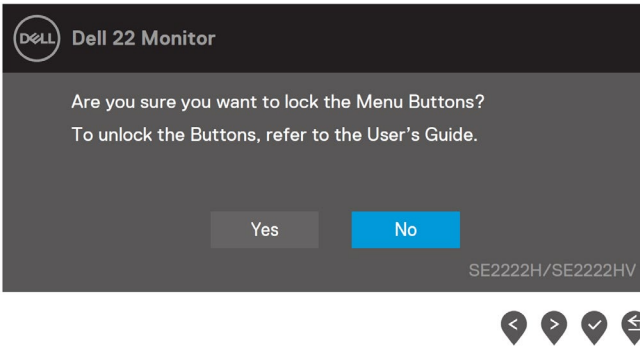 DELL Dell 22 Monitor
Are you sure you want to lock the Menu Buttons?
To unlock the Buttons, refer to the User's Guide.
Yes No
SE2222H/SE2222HV